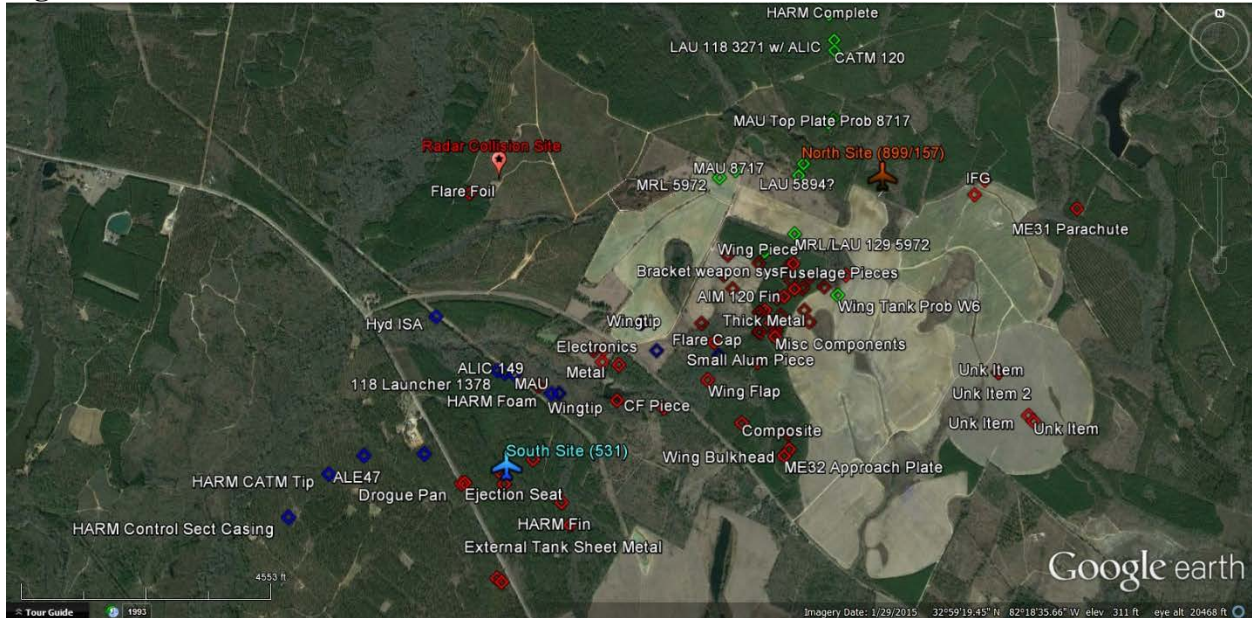 HARM Complete
LAU 118 3271 w/ ALIC
CATM 120
MAU Top Plate Prob 8717
Radar Collision Site
North Site (899/157)
MAU 8717
Flare Foil
MRL 5972
LAU 5894?
IFG
ME31 Parachute
MRL/LAU 129 5972
Wing Piece
Bracket weapon sys
Fuselage Pieces
AIM 120 Fin
Wing Tank Prob W6
Hyd ISA
Wingtip
Thick Metal
Flare Cap
Misc Components
Electronics
Small Alum Piece
ALIC 149
Metal
Unk Item
118 Launcher 1378
MAU
Wing Flap
Unk Item 2
HARM Foam
Wingtip
CF Piece
Composite
Unk Item
Unk Item
South Site (531)
Wing Bulkhead
ME32 Approach Plate
HARM CATM Tip
ALE47
Drogue Pan
Ejection Seat
HARM Control Sect Casing
HARM Fin
External Tank Sheet Metal
Google earth
4553 ft
N
Tour Guide
1993
Imagery Date: 1/29/2015 32°59'19.45" N 82°18'35.66" W elev 311 ft eye alt 20468 ft